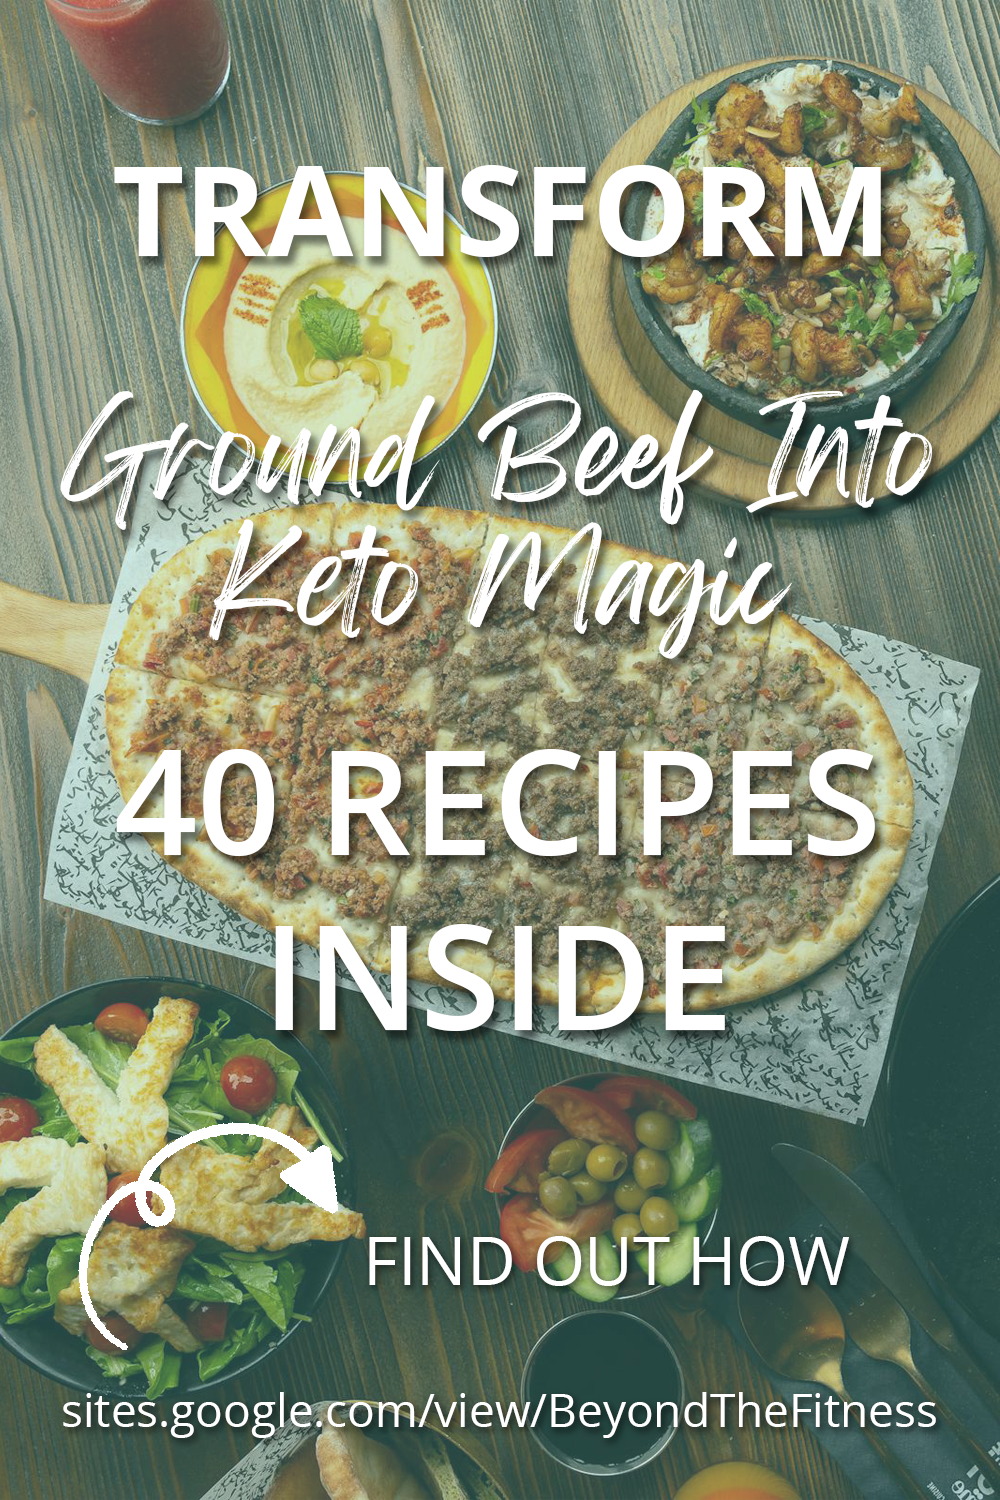 TRANSFORM
Ground Beef Into
Keto Magic
40 RECIPES
INSIDE
FIND OUT HOW
sites.google.com/view/BeyondTheFitness